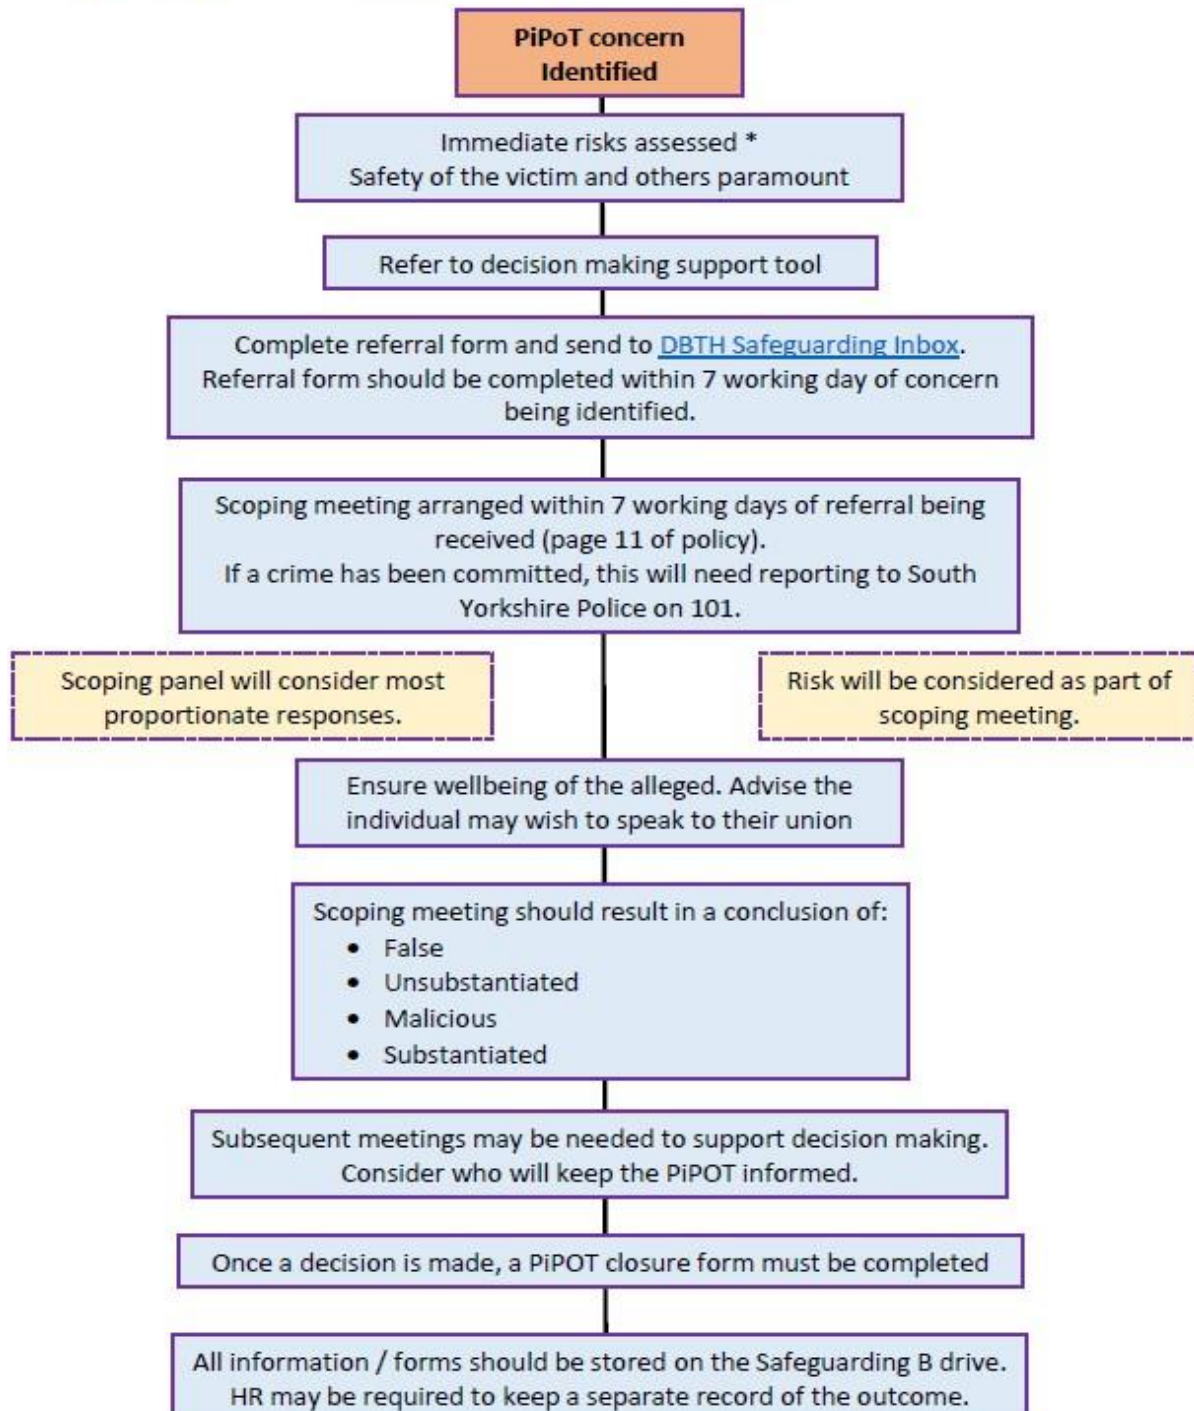 PiPoT concern
Identified
Immediate risks assessed *
Safety of the victim and others paramount
Refer to decision making support tool
Complete referral form and send to DBTH Safeguarding Inbox.
Referral form should be completed within 7 working day of concern
being identified.
Scoping meeting arranged within 7 working days of referral being
received (page 11 of policy).
If a crime has been committed, this will need reporting to South
Yorkshire Police on 101.
Scoping panel will consider most
proportionate responses.
Risk will be considered as part of
scoping meeting.
Ensure wellbeing of the alleged. Advise the
individual may wish to speak to their union
Scoping meeting should result in a conclusion of:
• False
• Unsubstantiated
• Malicious
• Substantiated
Subsequent meetings may be needed to support decision making.
Consider who will keep the PiPOT informed.
Once a decision is made, a PiPOT closure form must be completed
All information / forms should be stored on the Safeguarding B drive.
HR may be required to keep a separate record of the outcome.